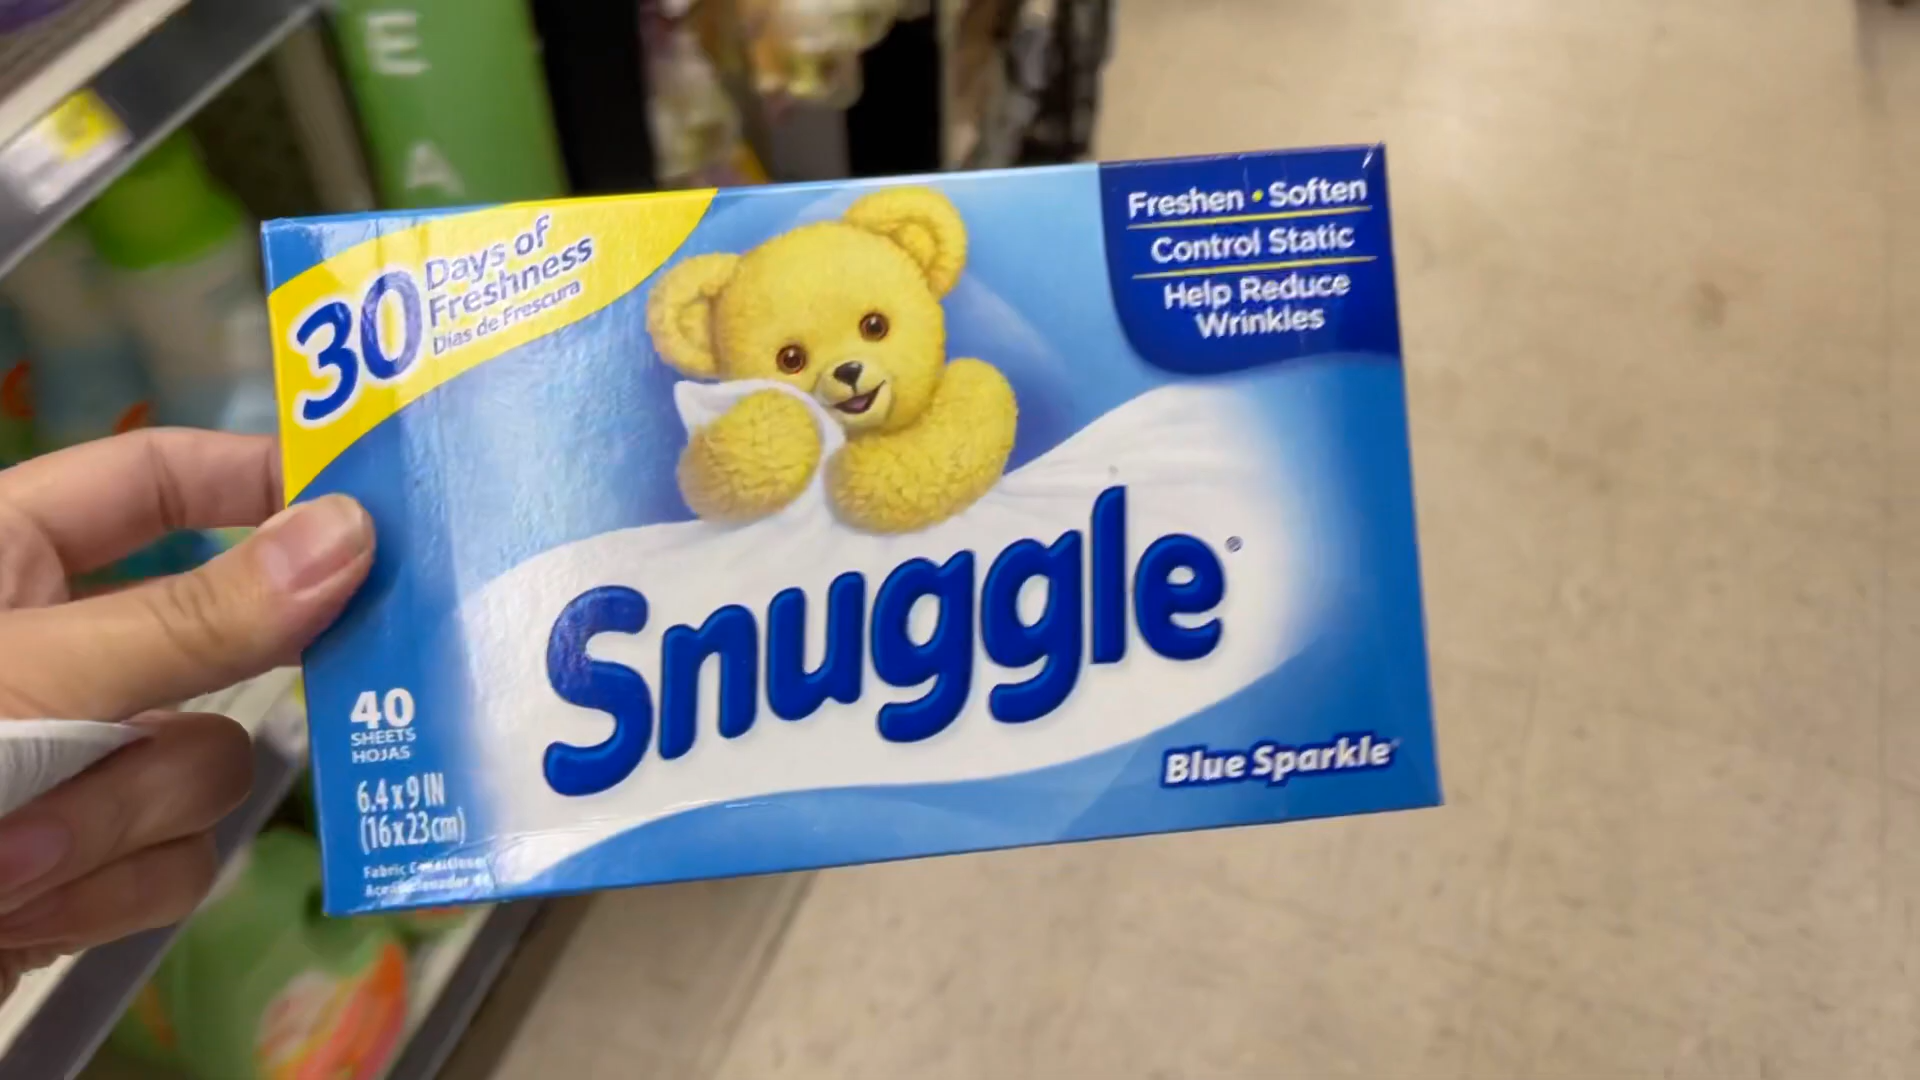 E
A
30 Days of
Freshness
Días de Frescura
Freshen • Soften
Control Static
Help Reduce
Wrinkles
Snuggle®
40
SHEETS
HOJAS
6.4 x 9 IN
(16 x 23 cm)
Blue Sparkle
Fabric